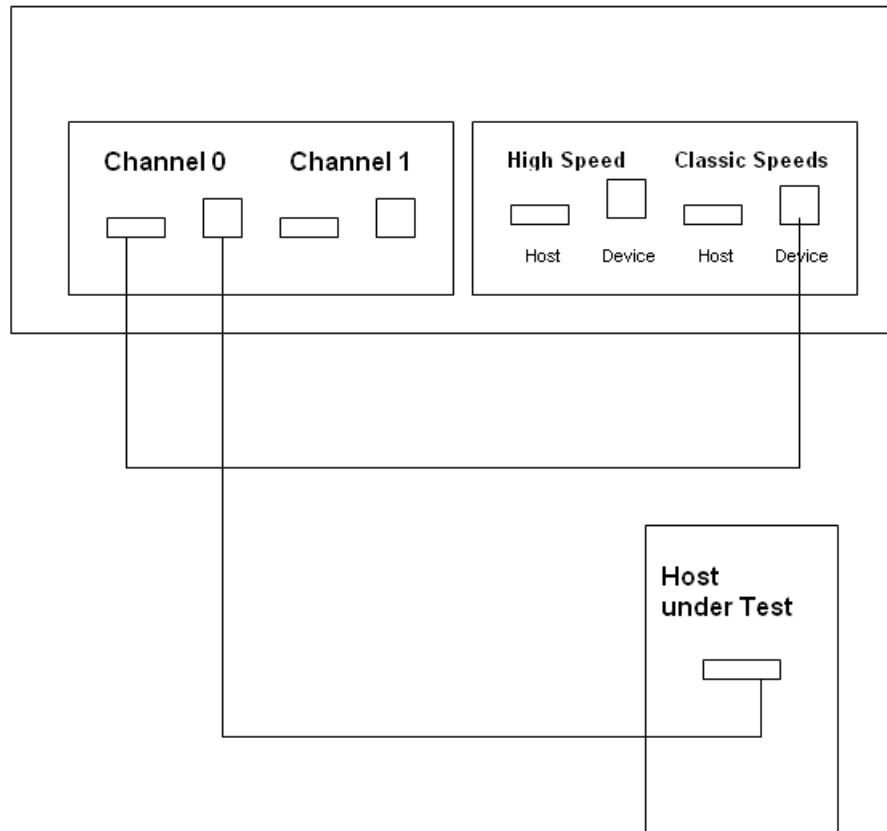 Channel 0 Channel 1
High Speed Classic Speeds
Host Device Host Device
Host
under Test